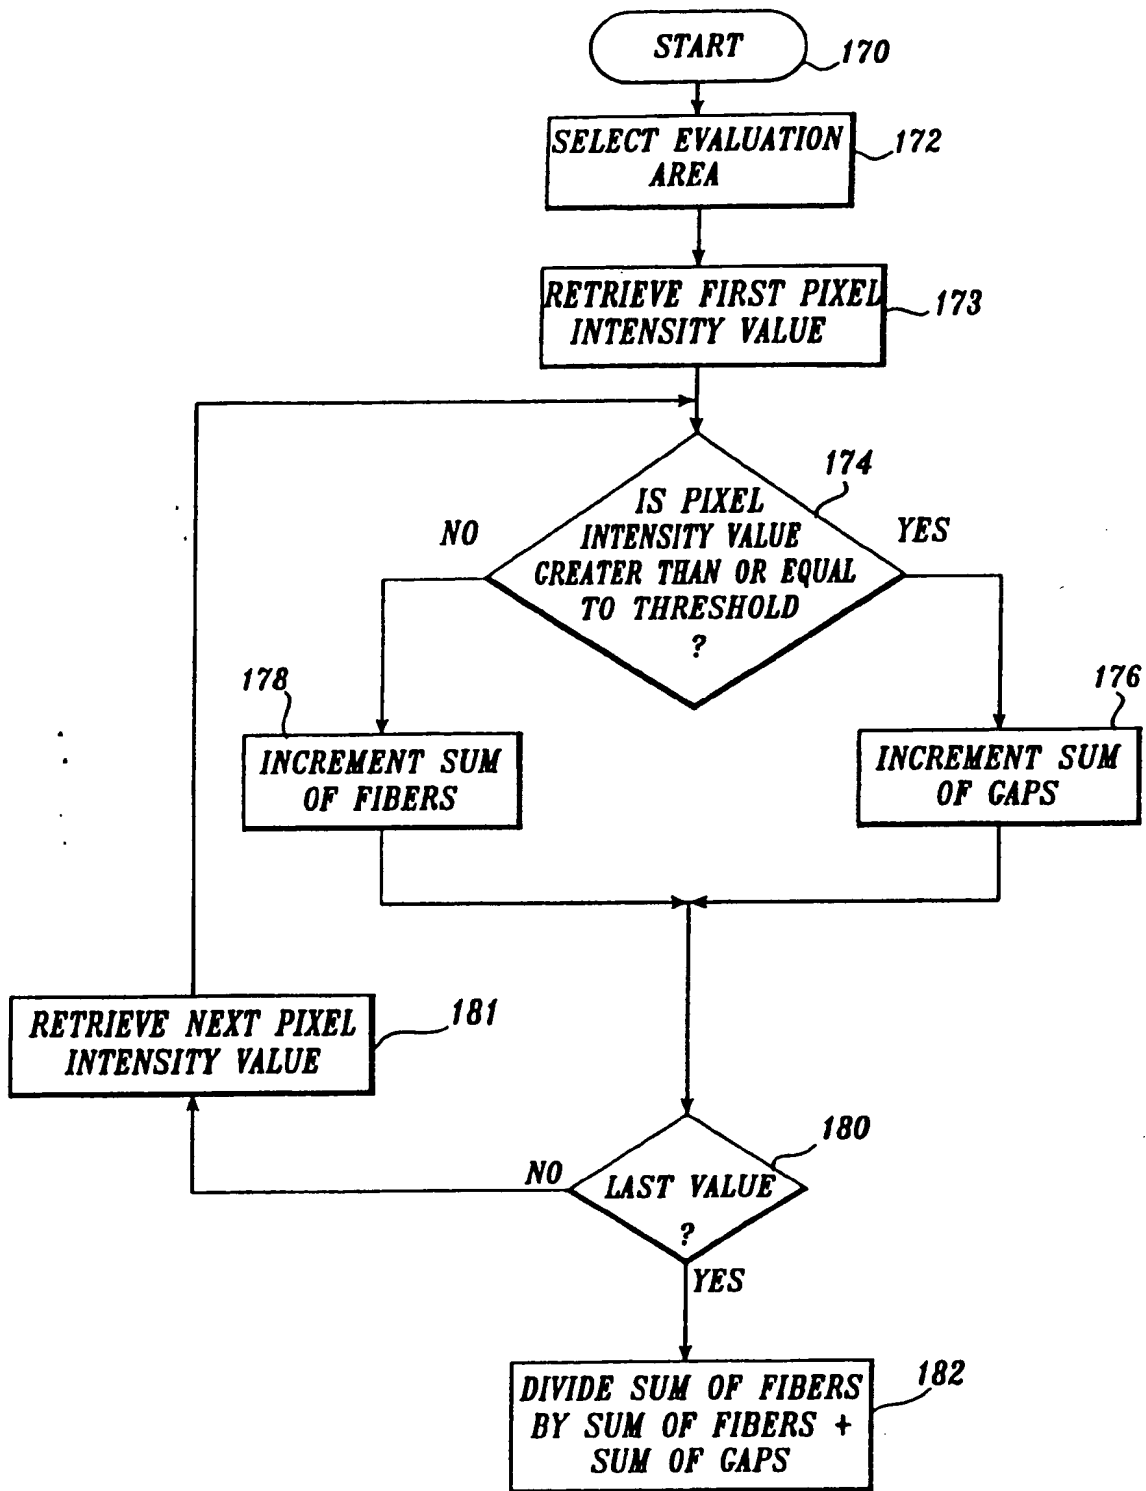 START
170
SELECT EVALUATION
AREA
172
RETRIEVE FIRST PIXEL
INTENSITY VALUE
173
174
IS PIXEL
INTENSITY VALUE
GREATER THAN OR EQUAL
TO THRESHOLD
?
NO
YES
178
INCREMENT SUM
OF FIBERS
176
INCREMENT SUM
OF GAPS
RETRIEVE NEXT PIXEL
INTENSITY VALUE
181
180
LAST VALUE
?
NO
YES
DIVIDE SUM OF FIBERS
BY SUM OF FIBERS +
SUM OF GAPS
182